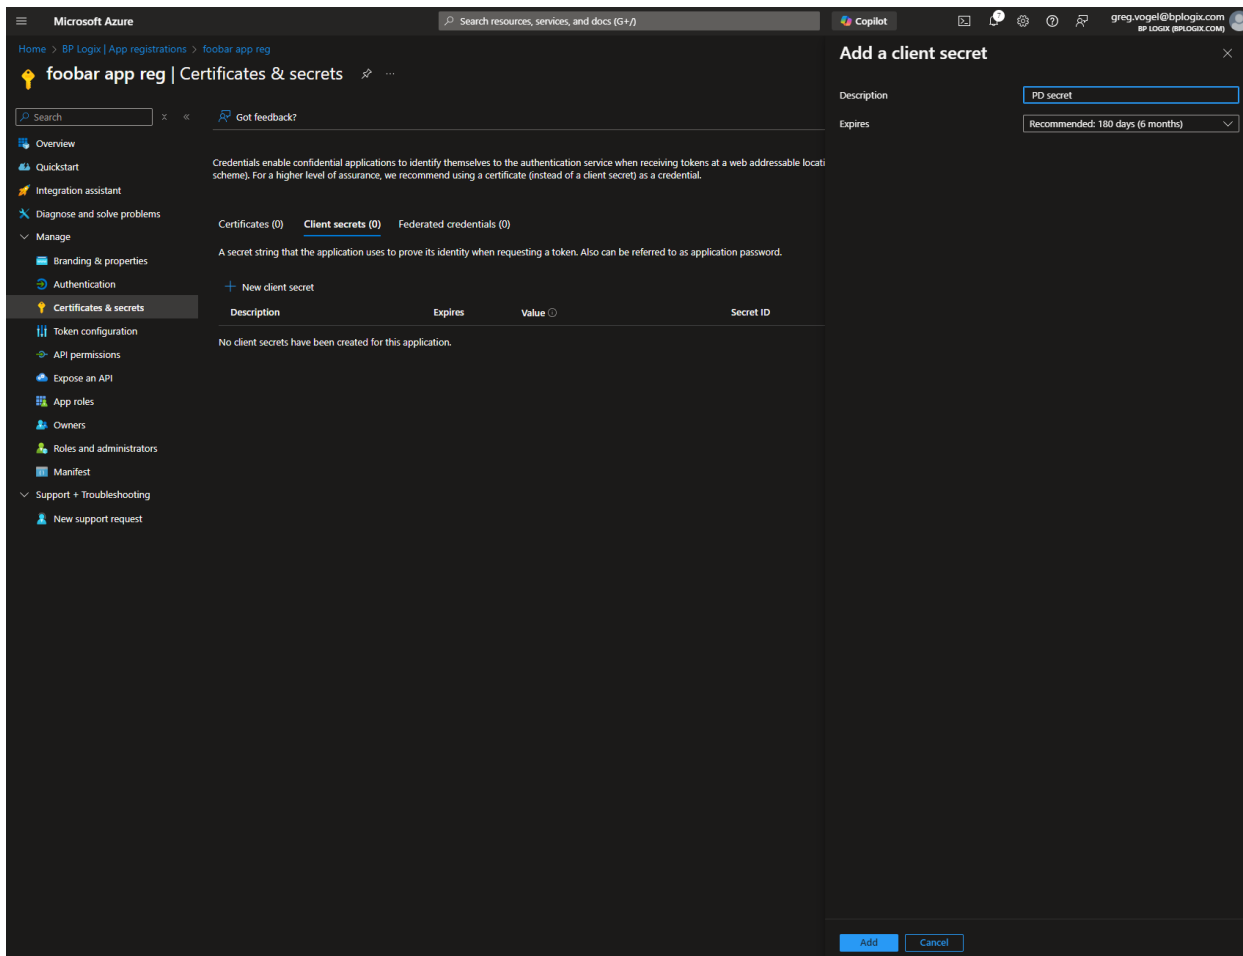 Microsoft Azure
Search resources, services, and docs (G+/)
Copilot
7
greg.vogel@bplogix.com
BP LOGIX (BPLOGIX.COM)
Home > BP Logix | App registrations > foobar app reg
foobar app reg | Certificates & secrets
Search
Overview
Quickstart
Integration assistant
Diagnose and solve problems
Manage
Branding & properties
Authentication
Certificates & secrets
Token configuration
API permissions
Expose an API
App roles
Owners
Roles and administrators
Manifest
Support + Troubleshooting
New support request
Got feedback?
Credentials enable confidential applications to identify themselves to the authentication service when receiving tokens at a web addressable locati
scheme). For a higher level of assurance, we recommend using a certificate (instead of a client secret) as a credential.
Certificates (0) Client secrets (0) Federated credentials (0)
A secret string that the application uses to prove its identity when requesting a token. Also can be referred to as application password.
New client secret
Description Expires Value Secret ID
No client secrets have been created for this application.
Add a client secret
Description PD secret
Expires Recommended: 180 days (6 months)
Add Cancel